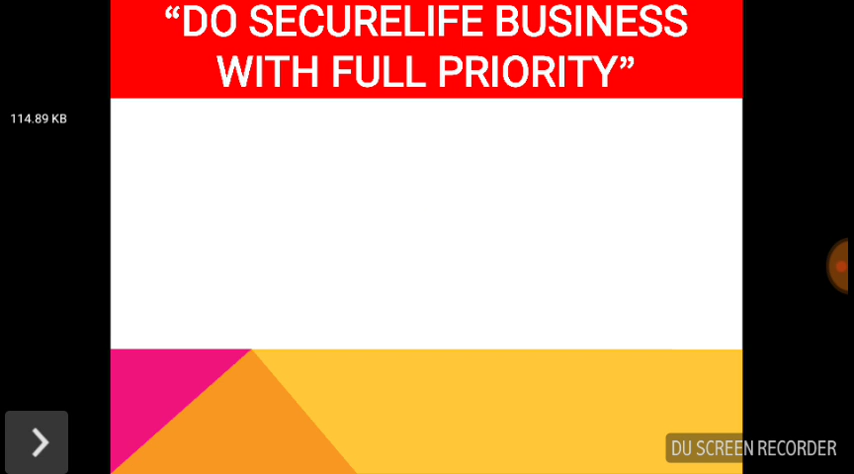 “DO SECURELIFE BUSINESS
WITH FULL PRIORITY”
114.89 KB
DU SCREEN RECORDER